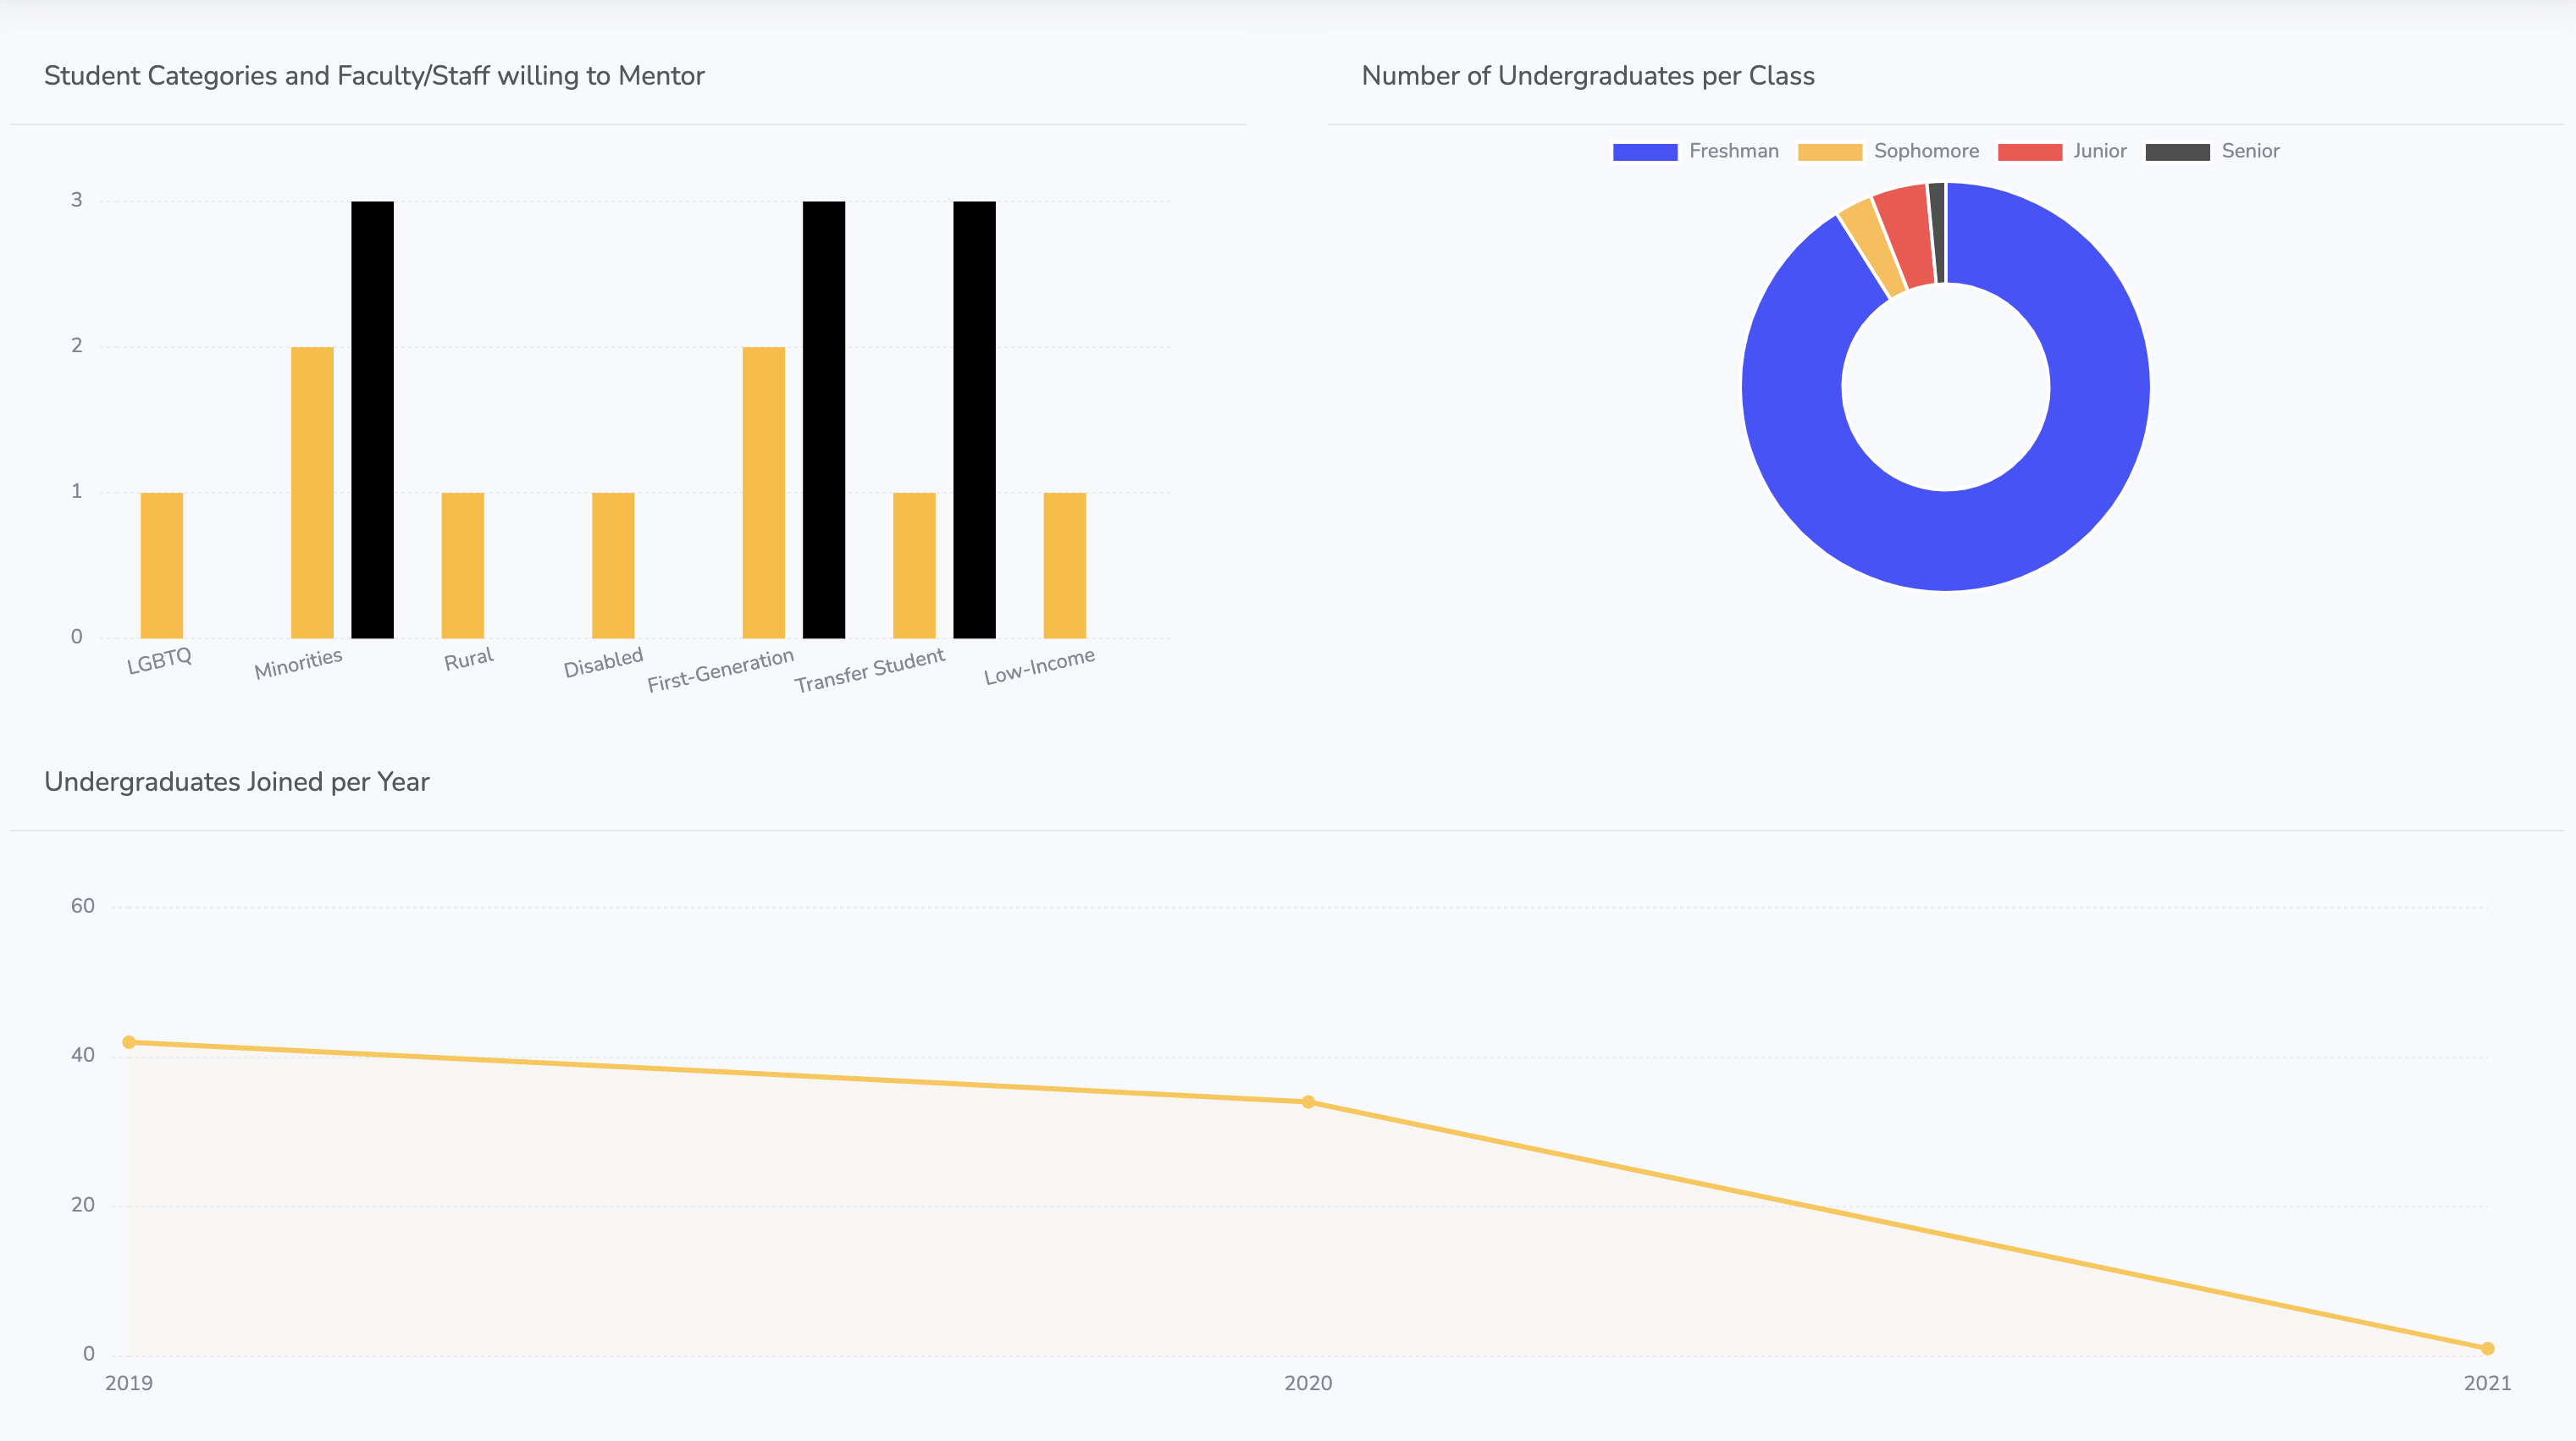 Student Categories and Faculty/Staff willing to Mentor
3
2
1
0
LGBTQ
Minorities
Rural
Disabled
First-Generation
Transfer Student
Low-Income
Number of Undergraduates per Class
Freshman Sophomore Junior Senior
Undergraduates Joined per Year
60
40
20
0
2019 2020 2021